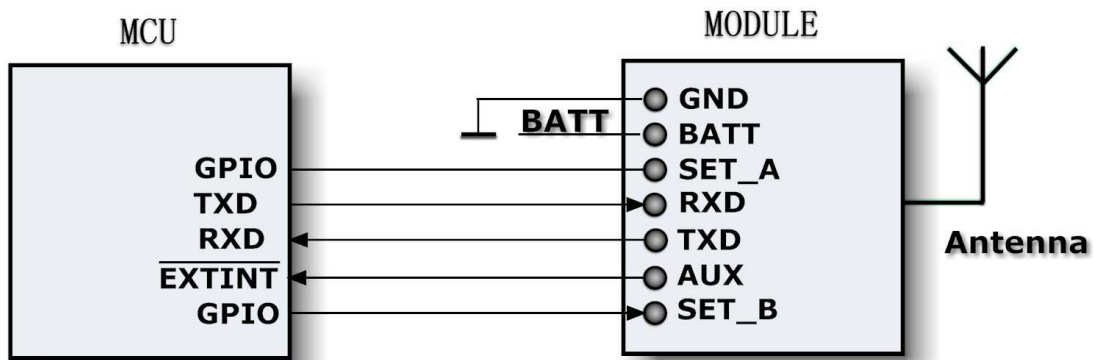 MCU
MODULE
GND
BATT
BATT
GPIO
SET_A
TXD
RXD
RXD
TXD
Antenna
EXTINT
AUX
GPIO
SET_B